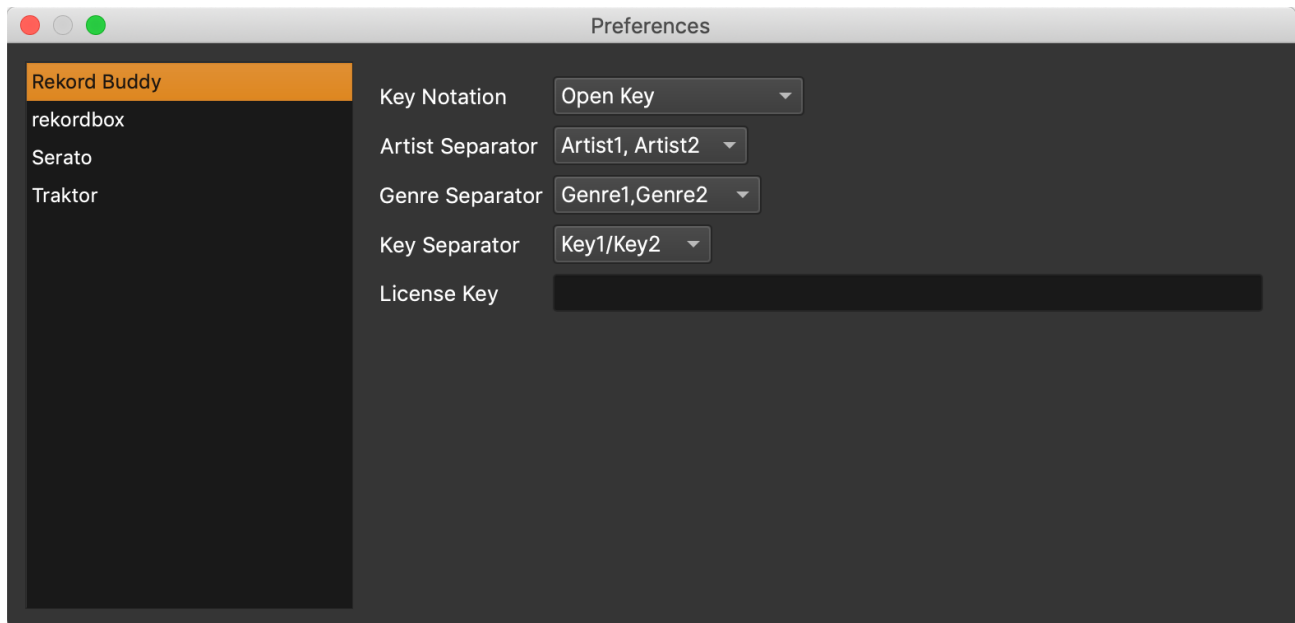 Preferences
Rekord Buddy
rekordbox
Serato
Traktor
Key Notation Open Key
Artist Separator Artist1, Artist2
Genre Separator Genre1,Genre2
Key Separator Key1/Key2
License Key